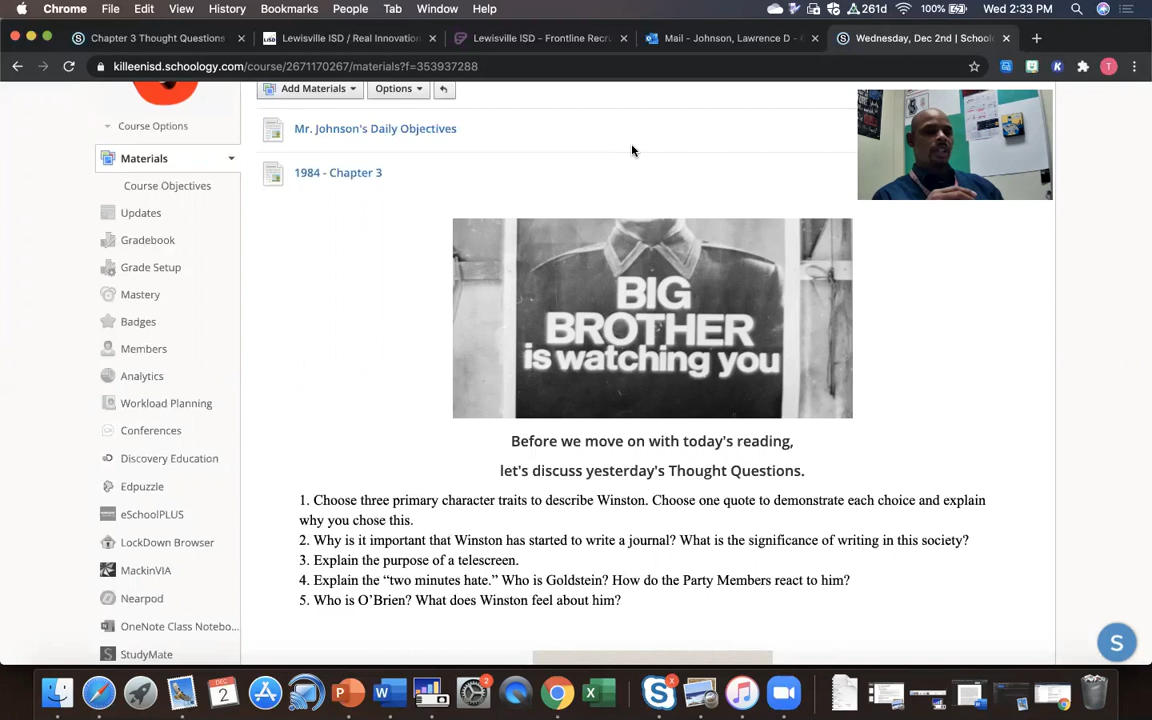 Chrome File Edit View History Bookmarks People Tab Window Help 261d 100% Wed 2:33 PM
Chapter 3 Thought Questions Lewisville ISD / Real Innovation Lewisville ISD - Frontline Recru Mail - Johnson, Lawrence D - Wednesday, Dec 2nd | School
killeenisd.schoology.com/course/2671170267/materials?f=353937288
Add Materials Options
Course Options
Mr. Johnson's Daily Objectives
Materials
1984 - Chapter 3
Course Objectives
Updates
Gradebook
Grade Setup
Mastery
Badges
Members
Analytics
Workload Planning
Conferences
Discovery Education
Edpuzzle
eSchoolPLUS
LockDown Browser
MackinVIA
Nearpod
OneNote Class Notebo...
StudyMate
BIG
BROTHER
is watching you
Before we move on with today's reading,
let's discuss yesterday's Thought Questions.
1. Choose three primary character traits to describe Winston. Choose one quote to demonstrate each choice and explain
why you chose this.
2. Why is it important that Winston has started to write a journal? What is the significance of writing in this society?
3. Explain the purpose of a telescreen.
4. Explain the “two minutes hate.” Who is Goldstein? How do the Party Members react to him?
5. Who is O’Brien? What does Winston feel about him?
S
DEC
2
2